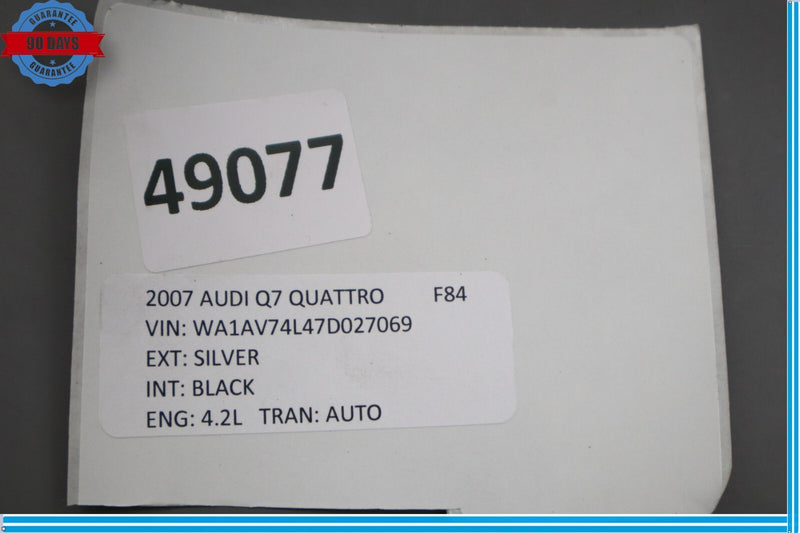 GUARANTEE
90 DAYS
GUARANTEE
49077
2007 AUDI Q7 QUATTRO F84
VIN: WA1AV74L47D027069
EXT: SILVER
INT: BLACK
ENG: 4.2L TRAN: AUTO